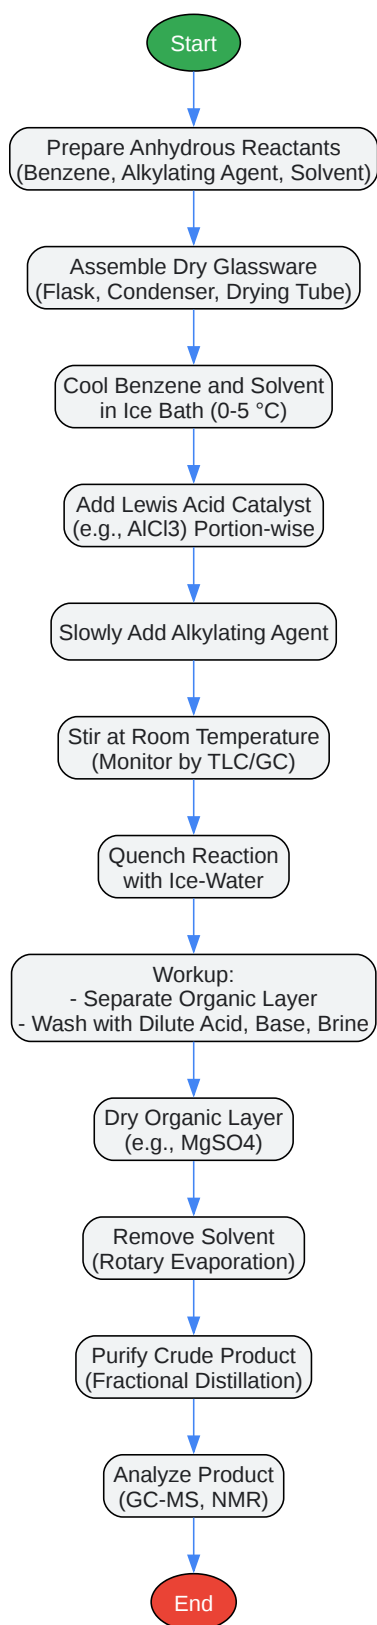 Start
Prepare Anhydrous Reactants
(Benzene, Alkylating Agent, Solvent)
Assemble Dry Glassware
(Flask, Condenser, Drying Tube)
Cool Benzene and Solvent
in Ice Bath (0-5 °C)
Add Lewis Acid Catalyst
(e.g., AlCl3) Portion-wise
Slowly Add Alkylating Agent
Stir at Room Temperature
(Monitor by TLC/GC)
Quench Reaction
with Ice-Water
Workup:
- Separate Organic Layer
- Wash with Dilute Acid, Base, Brine
Dry Organic Layer
(e.g., MgSO4)
Remove Solvent
(Rotary Evaporation)
Purify Crude Product
(Fractional Distillation)
Analyze Product
(GC-MS, NMR)
End